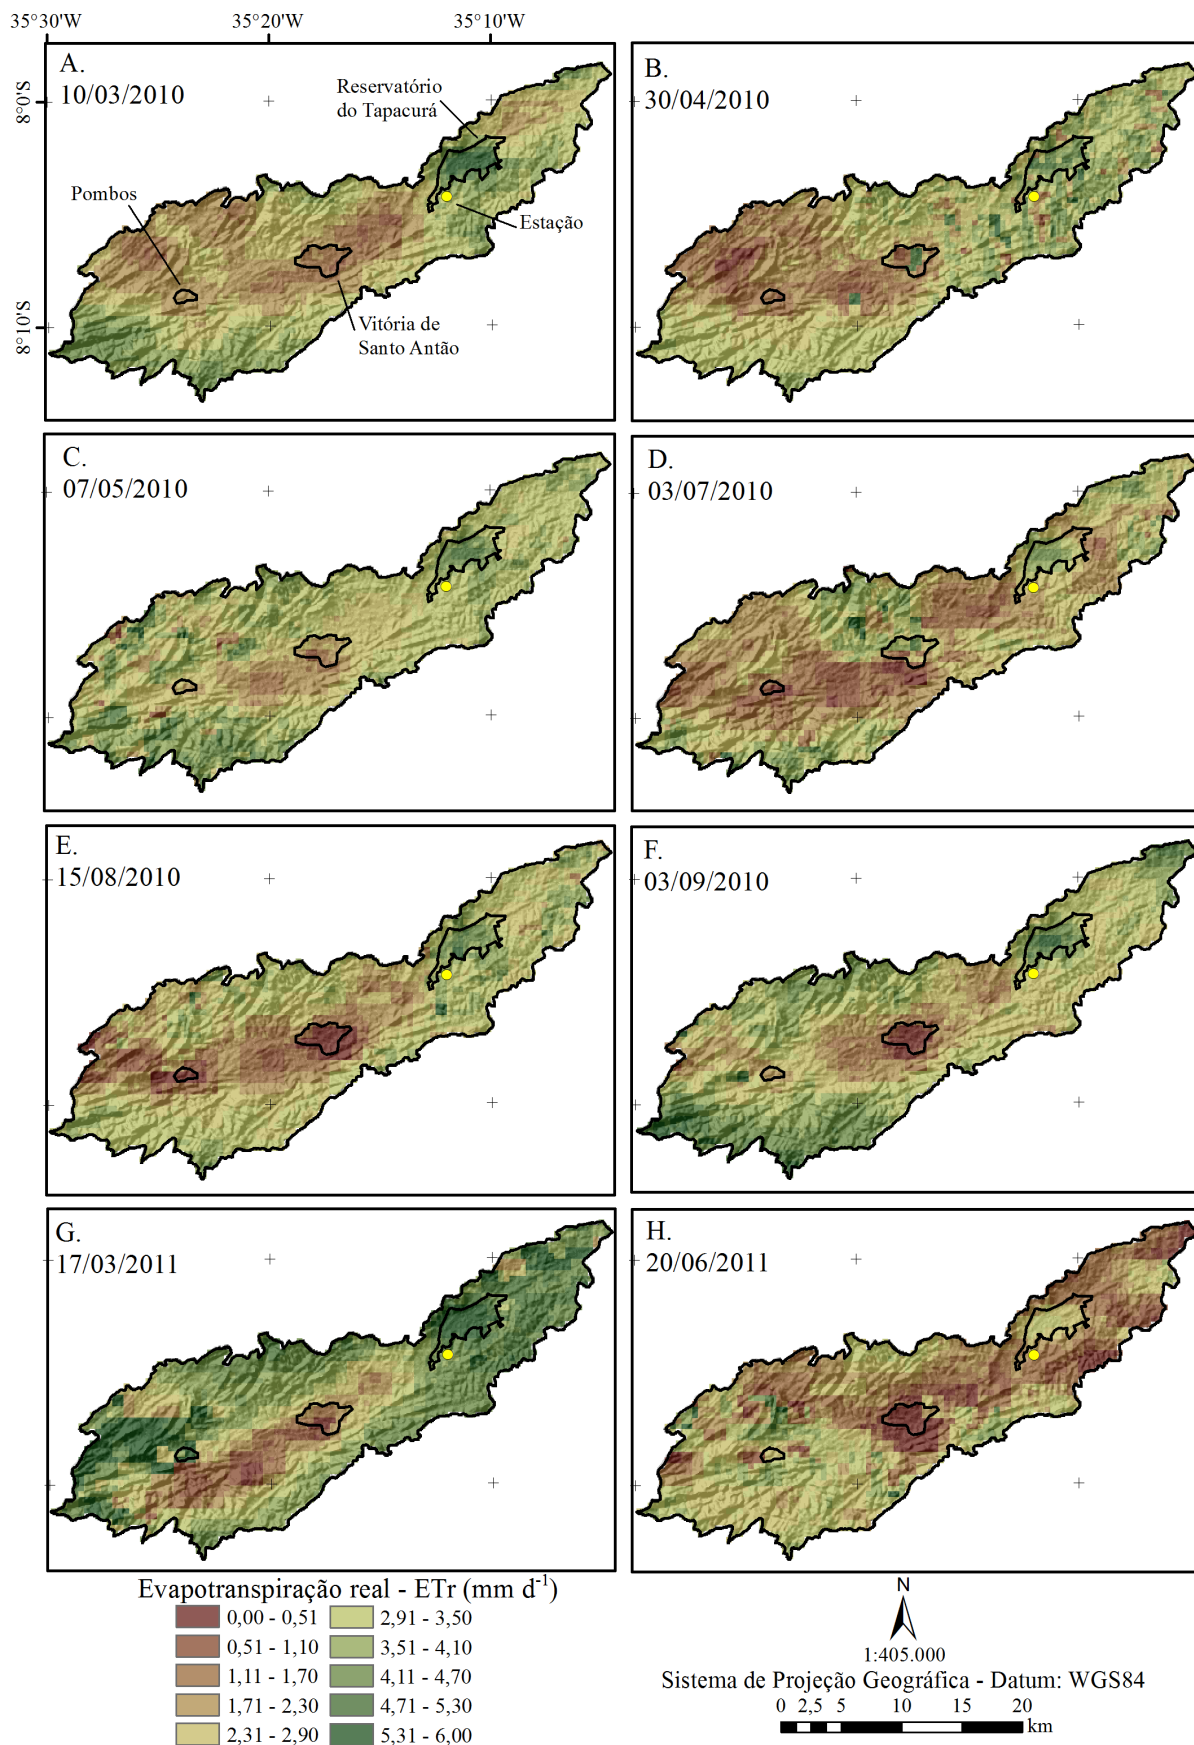 35°30'W 35°20'W 35°10'W
8°0'S
8°10'S
A.
10/03/2010
Reservatório
do Tapacurá
Pombos
Estação
Vitória de
Santo Antão
B.
30/04/2010
C.
07/05/2010
D.
03/07/2010
E.
15/08/2010
F.
03/09/2010
G.
17/03/2011
H.
20/06/2011
Evapotranspiração real - ETr (mm d⁻¹)
0,00 - 0,51
0,51 - 1,10
1,11 - 1,70
1,71 - 2,30
2,31 - 2,90
2,91 - 3,50
3,51 - 4,10
4,11 - 4,70
4,71 - 5,30
5,31 - 6,00
N
1:405.000
Sistema de Projeção Geográfica - Datum: WGS84
0 2,5 5 10 15 20
km